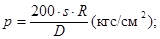 p = 200 · s · R / D (кгс/см²);